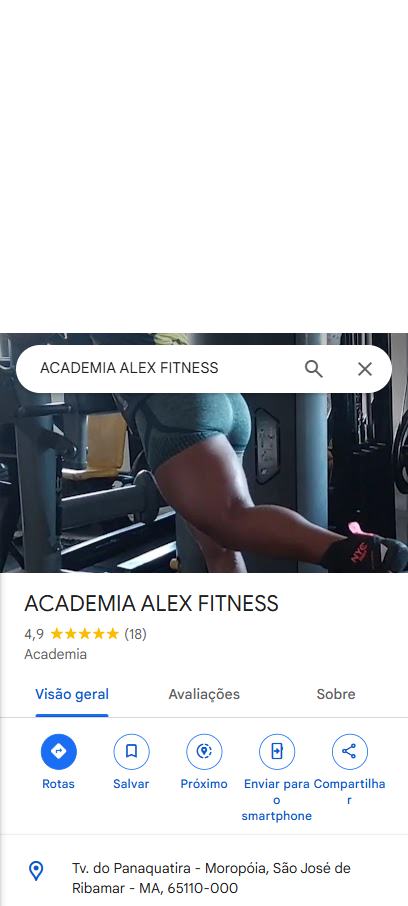 ACADEMIA ALEX FITNESS
NYC
ACADEMIA ALEX FITNESS
4,9 ★★★★★ (18)
Academia
Visão geral Avaliações Sobre
Rotas Salvar Próximo Enviar para o smartphone Compartilhar
Tv. do Panaquatira - Moropóia, São José de
Ribamar - MA, 65110-000